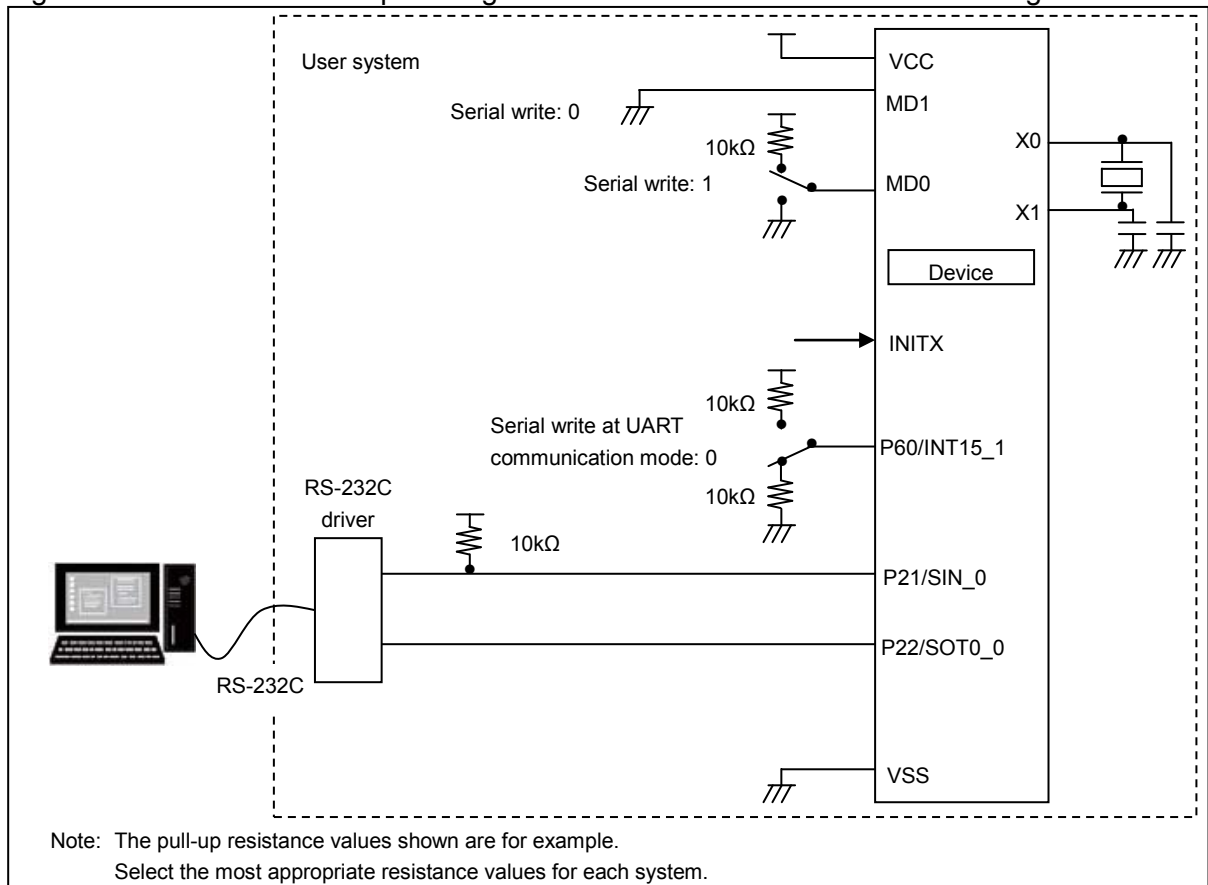 User system
VCC
Serial write: 0
MD1
10kΩ
X0
Serial write: 1
MD0
X1
Device
INITX
10kΩ
Serial write at UART
communication mode: 0
P60/INT15_1
10kΩ
RS-232C
driver
10kΩ
P21/SIN_0
P22/SOT0_0
RS-232C
VSS
Note: The pull-up resistance values shown are for example.
Select the most appropriate resistance values for each system.